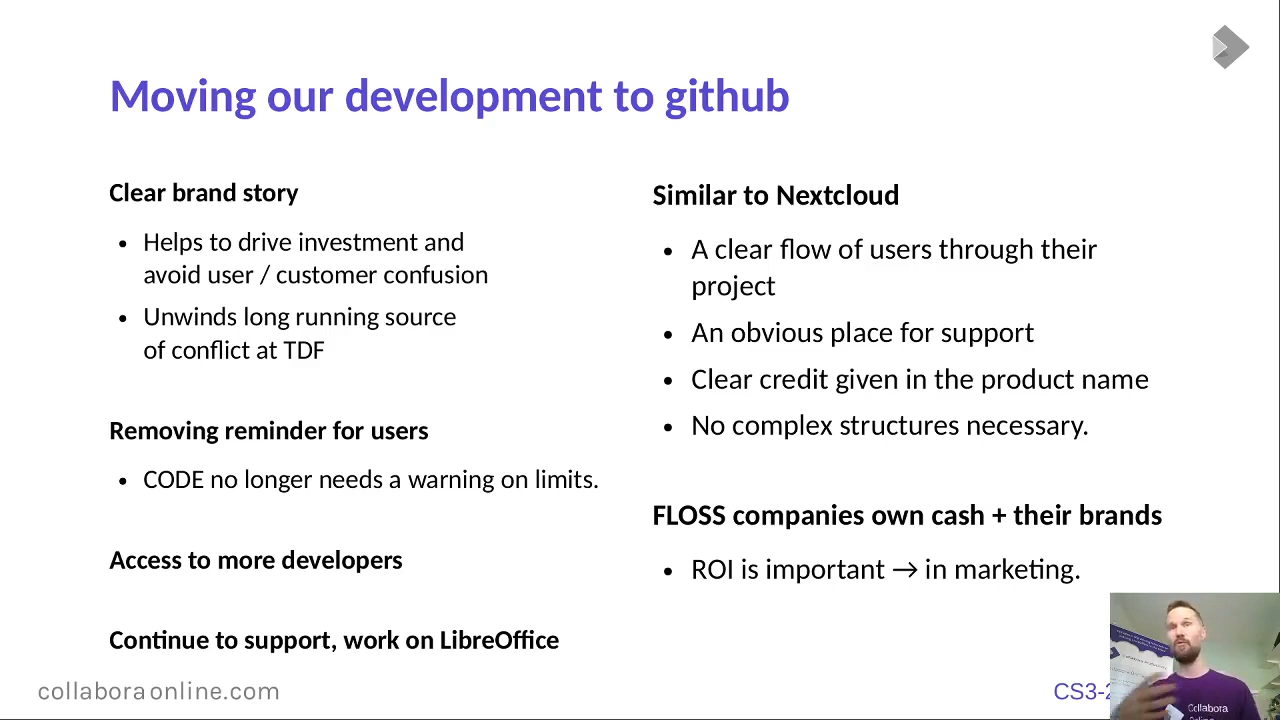 Moving our development to github
Clear brand story
• Helps to drive investment and
avoid user / customer confusion
• Unwinds long running source
of conflict at TDF
Removing reminder for users
• CODE no longer needs a warning on limits.
Access to more developers
Continue to support, work on LibreOffice
Similar to Nextcloud
• A clear flow of users through their
project
• An obvious place for support
• Clear credit given in the product name
• No complex structures necessary.
FLOSS companies own cash + their brands
• ROI is important → in marketing.
collaboraonline.com
CS3-2
Collabora
Online